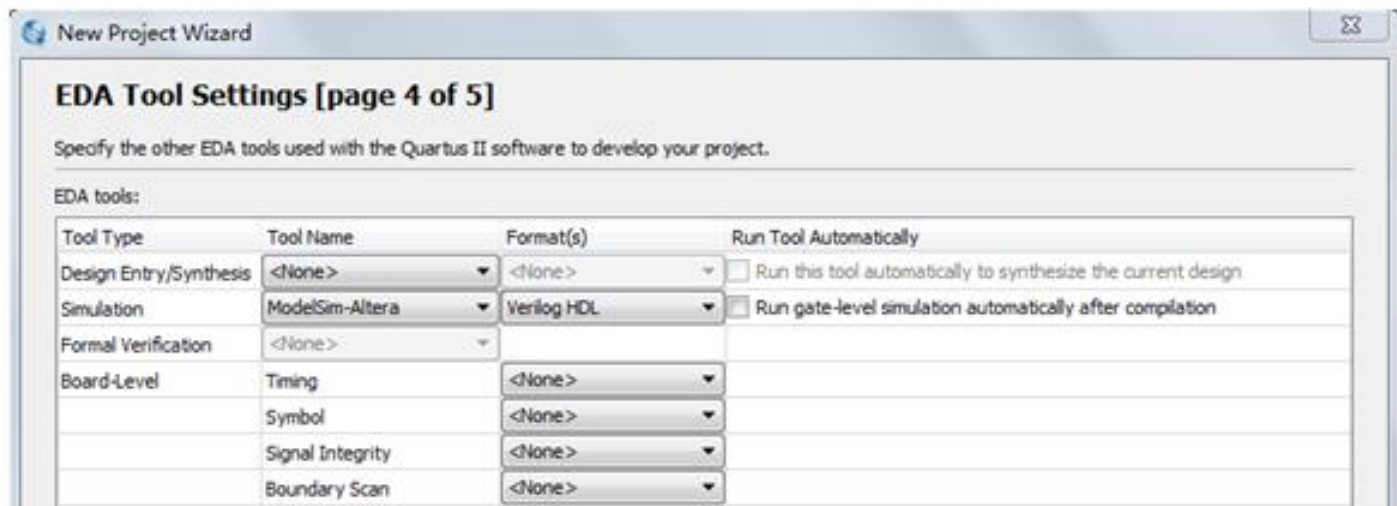 New Project Wizard
EDA Tool Settings [page 4 of 5]
Specify the other EDA tools used with the Quartus II software to develop your project.
EDA tools:
Tool Type Tool Name Format(s) Run Tool Automatically
Design Entry/Synthesis <None> <None> Run this tool automatically to synthesize the current design
Simulation ModelSim-Altera Verilog HDL Run gate-level simulation automatically after compilation
Formal Verification <None>
Board-Level Timing <None>
Symbol <None>
Signal Integrity <None>
Boundary Scan <None>